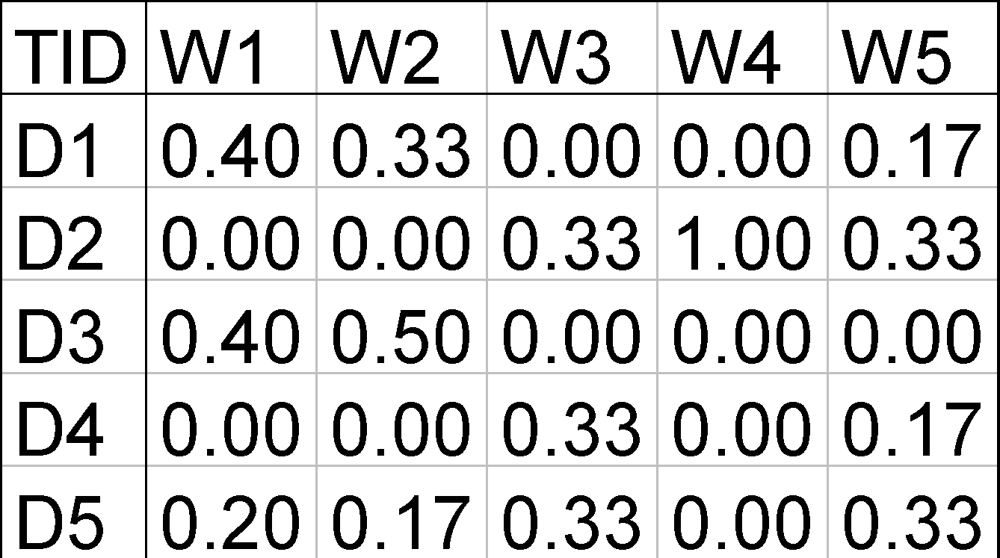 TID W1 W2 W3 W4 W5
D1 0.40 0.33 0.00 0.00 0.17
D2 0.00 0.00 0.33 1.00 0.33
D3 0.40 0.50 0.00 0.00 0.00
D4 0.00 0.00 0.33 0.00 0.17
D5 0.20 0.17 0.33 0.00 0.33